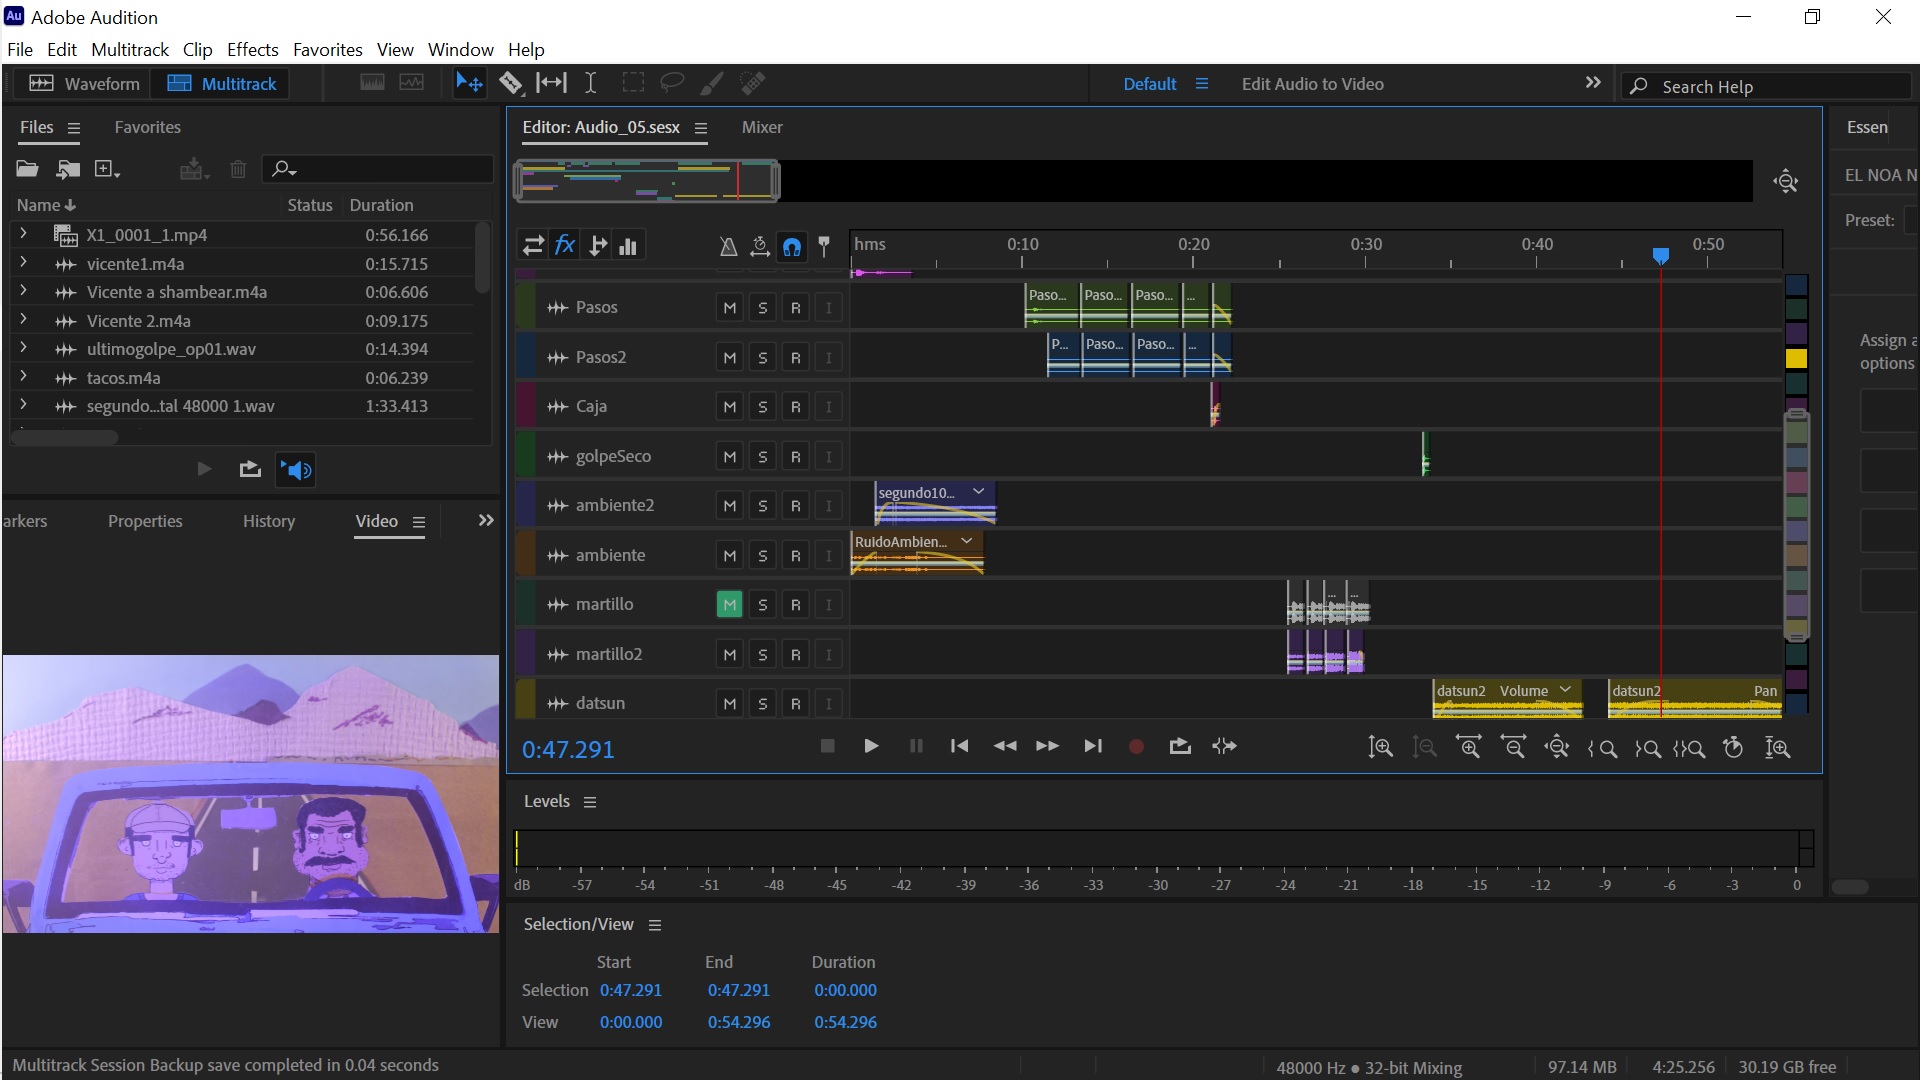 Au Adobe Audition
File Edit Multitrack Clip Effects Favorites View Window Help
Waveform Multitrack Default Edit Audio to Video Search Help
Files Favorites
Name Status Duration
X1_0001_1.mp4 0:56.166
vicente1.m4a 0:15.715
Vicente a shambear.m4a 0:06.606
Vicente 2.m4a 0:09.175
ultimogolpe_op01.wav 0:14.394
tacos.m4a 0:06.239
segundo...tal 48000 1.wav 1:33.413
arkers Properties History Video
Editor: Audio_05.sesx Mixer
fx
hms 0:10 0:20 0:30 0:40 0:50
Pasos M S R I Paso... Paso... Paso... ...
Pasos2 M S R I P... Paso... Paso... ...
Caja M S R I
golpeSeco M S R I
ambiente2 M S R I segundo10...
ambiente M S R I RuidoAmbien...
martillo M S R I ... ...
martillo2 M S R I
datsun M S R I datsun2 Volume datsun2 Pan
0:47.291
Levels
dB -57 -54 -51 -48 -45 -42 -39 -36 -33 -30 -27 -24 -21 -18 -15 -12 -9 -6 -3 0
Selection/View
Start End Duration
Selection 0:47.291 0:47.291 0:00.000
View 0:00.000 0:54.296 0:54.296
Essen
EL NOA N
Preset:
Assign a
options
Multitrack Session Backup save completed in 0.04 seconds
48000 Hz ● 32-bit Mixing 97.14 MB 4:25.256 30.19 GB free